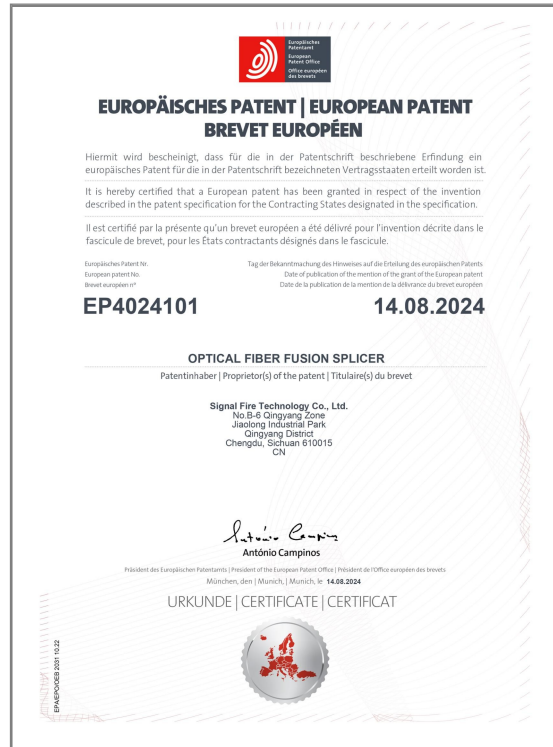 Europäisches
Patentamt
European
Patent Office
Office européen
des brevets
EUROPÄISCHES PATENT | EUROPEAN PATENT
BREVET EUROPÉEN
Hiermit wird bescheinigt, dass für die in der Patentschrift beschriebene Erfindung ein
europäisches Patent für die in der Patentschrift bezeichneten Vertragsstaaten erteilt worden ist.
It is hereby certified that a European patent has been granted in respect of the invention
described in the patent specification for the Contracting States designated in the specification.
Il est certifié par la présente qu'un brevet européen a été délivré pour l'invention décrite dans le
fascicule de brevet, pour les États contractants désignés dans le fascicule.
Europäisches Patent Nr.
European patent No.
Brevet européen n°
Tag der Bekanntmachung des Hinweises auf die Erteilung des europäischen Patents
Date of publication of the mention of the grant of the European patent
Date de la publication de la mention de la délivrance du brevet européen
EP4024101
14.08.2024
OPTICAL FIBER FUSION SPLICER
Patentinhaber | Proprietor(s) of the patent | Titulaire(s) du brevet
Signal Fire Technology Co., Ltd.
No.B-6 Qingyang Zone
Jiaolong Industrial Park
Qingyang District
Chengdu, Sichuan 610015
CN
António Campinos
António Campinos
Präsident des Europäischen Patentamts | President of the European Patent Office | Président de l'Office européen des brevets
München, den | Munich, | Munich, le 14.08.2024
URKUNDE | CERTIFICATE | CERTIFICAT
EPA/EPO/OEB 2031 10.22